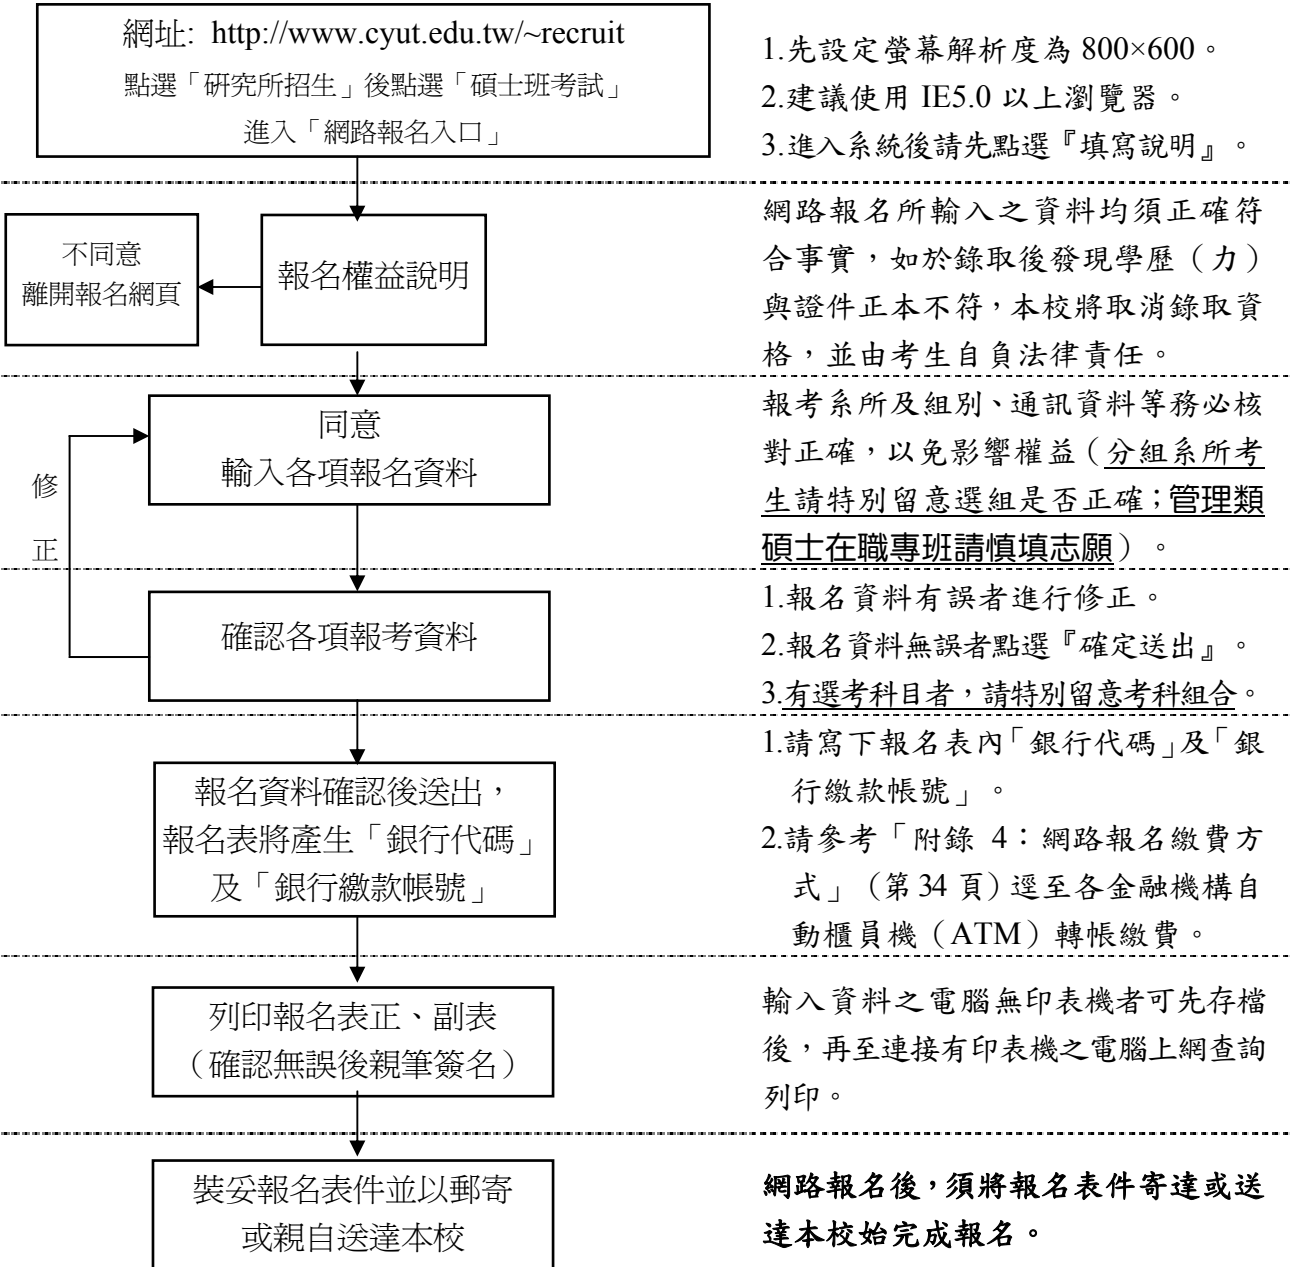 網址: http://www.cyut.edu.tw/~recruit
點選「研究所招生」後點選「碩士班考試」
進入「網路報名入口」
1.先設定螢幕解析度為 800×600。
2.建議使用 IE5.0 以上瀏覽器。
3.進入系統後請先點選『填寫說明』。
不同意
離開報名網頁
報名權益說明
網路報名所輸入之資料均須正確符
合事實，如於錄取後發現學歷（力）
與證件正本不符，本校將取消錄取資
格，並由考生自負法律責任。
同意
輸入各項報名資料
修
正
報考系所及組別、通訊資料等務必核
對正確，以免影響權益（分組系所考
生請特別留意選組是否正確；管理類
碩士在職專班請慎填志願）。
確認各項報考資料
1.報名資料有誤者進行修正。
2.報名資料無誤者點選『確定送出』。
3.有選考科目者，請特別留意考科組合。
報名資料確認後送出，
報名表將產生「銀行代碼」
及「銀行繳款帳號」
1.請寫下報名表內「銀行代碼」及「銀
行繳款帳號」。
2.請參考「附錄 4：網路報名繳費方
式」（第 34 頁）逕至各金融機構自
動櫃員機（ATM）轉帳繳費。
列印報名表正、副表
（確認無誤後親筆簽名）
輸入資料之電腦無印表機者可先存檔
後，再至連接有印表機之電腦上網查詢
列印。
裝妥報名表件並以郵寄
或親自送達本校
網路報名後，須將報名表件寄達或送
達本校始完成報名。